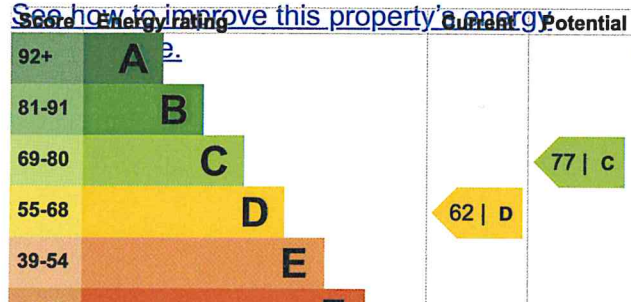 See how to improve this property's energy
Score Energy rating Current Potential
e.
92+ A
81-91 B
69-80 C 77 | C
55-68 D 62 | D
39-54 E